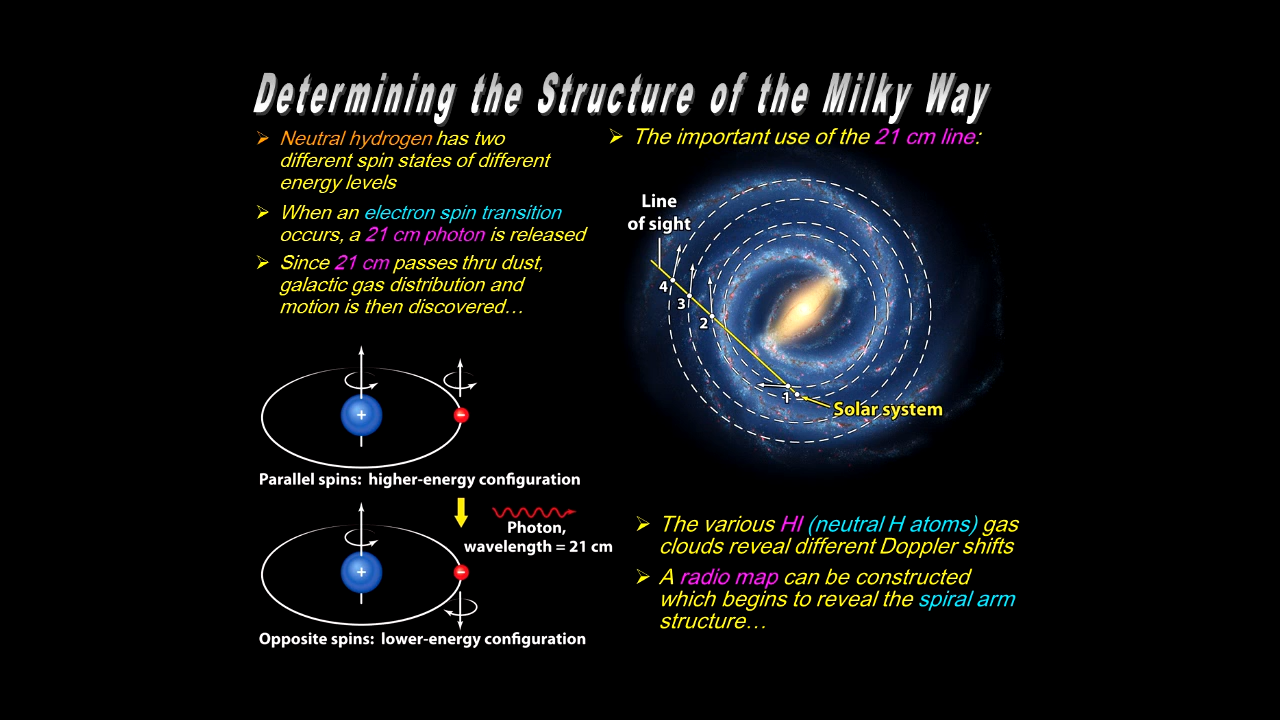 Determining the Structure of the Milky Way
Neutral hydrogen has two
different spin states of different
energy levels
When an electron spin transition
occurs, a 21 cm photon is released
Since 21 cm passes thru dust,
galactic gas distribution and
motion is then discovered…
+
−
Parallel spins: higher-energy configuration
Photon,
wavelength = 21 cm
+
−
Opposite spins: lower-energy configuration
The important use of the 21 cm line:
Line
of sight
4
3
2
1
Solar system
The various HI (neutral H atoms) gas
clouds reveal different Doppler shifts
A radio map can be constructed
which begins to reveal the spiral arm
structure…